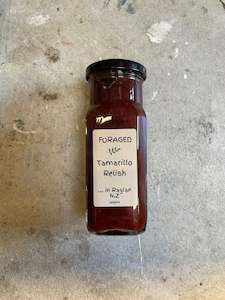 FORAGED
Tamarillo
Relish
... in Raglan
N.Z